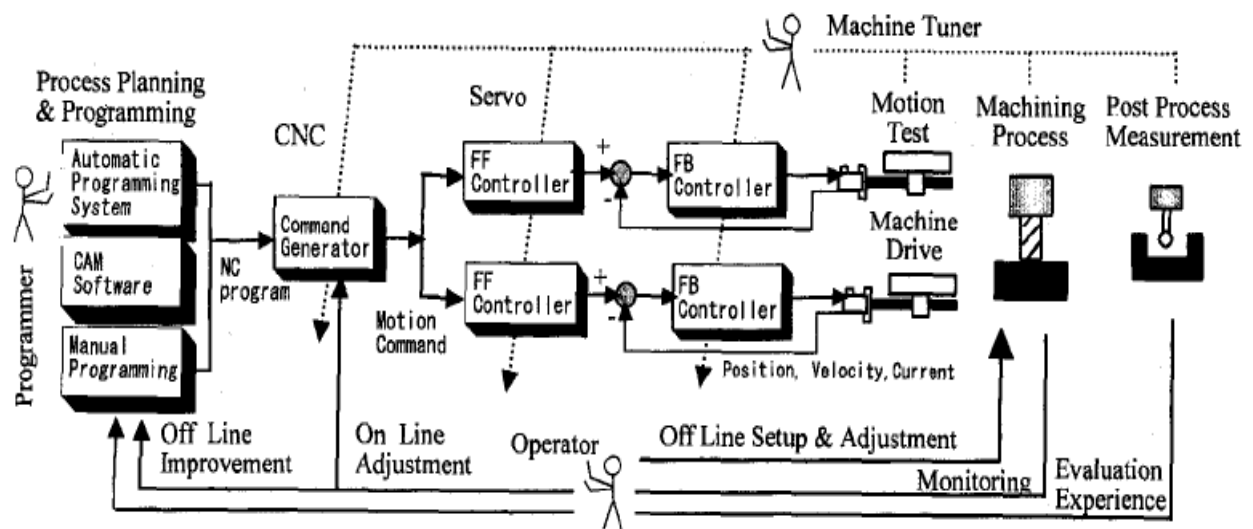 Machine Tuner
Process Planning
& Programming
Servo
CNC
Motion
Test
Machining
Process
Post Process
Measurement
Automatic
Programming
System
CAM
Software
Manual
Programming
Programmer
NC
program
Command
Generator
Motion
Command
FF
Controller
+
-
FB
Controller
FF
Controller
+
-
FB
Controller
Machine
Drive
Position, Velocity, Current
Off Line
Improvement
On Line
Adjustment
Operator
Off Line Setup & Adjustment
Monitoring
Evaluation
Experience